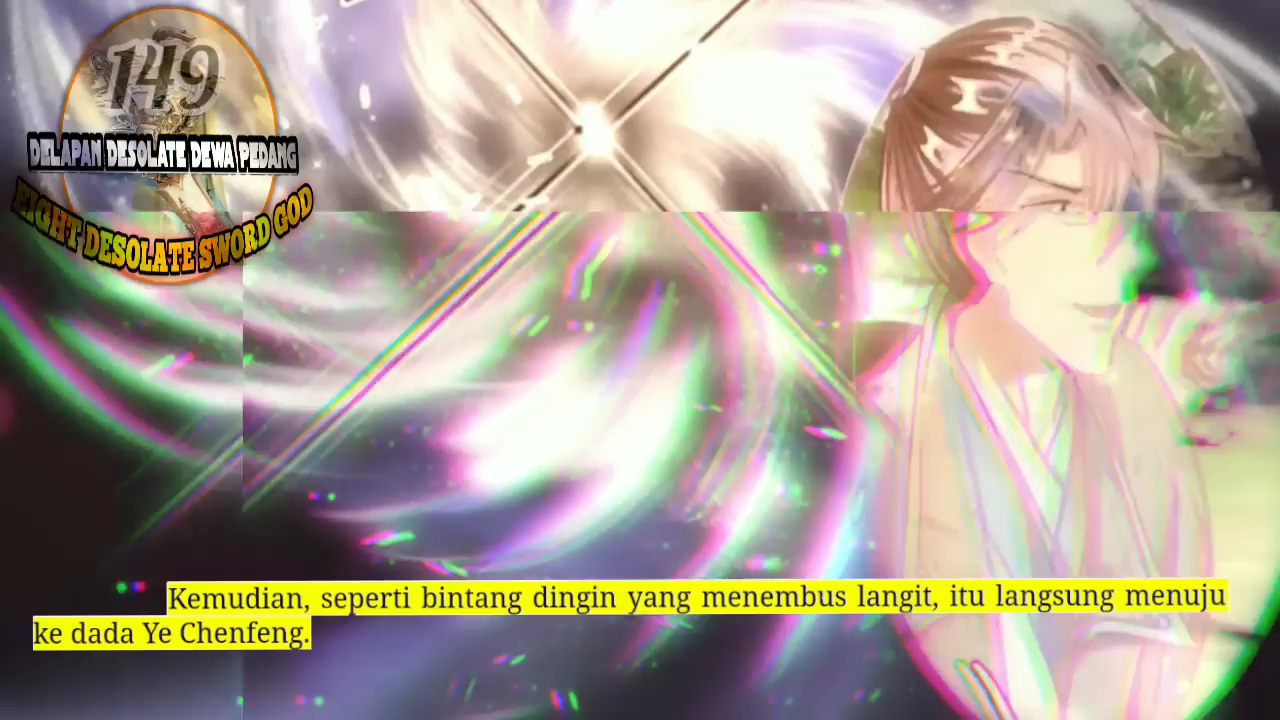 149
DELAPAN DESOLATE DEWA PEDANG
EIGHT DESOLATE SWORD GOD
Kemudian, seperti bintang dingin yang menembus langit, itu langsung menuju
ke dada Ye Chenfeng.